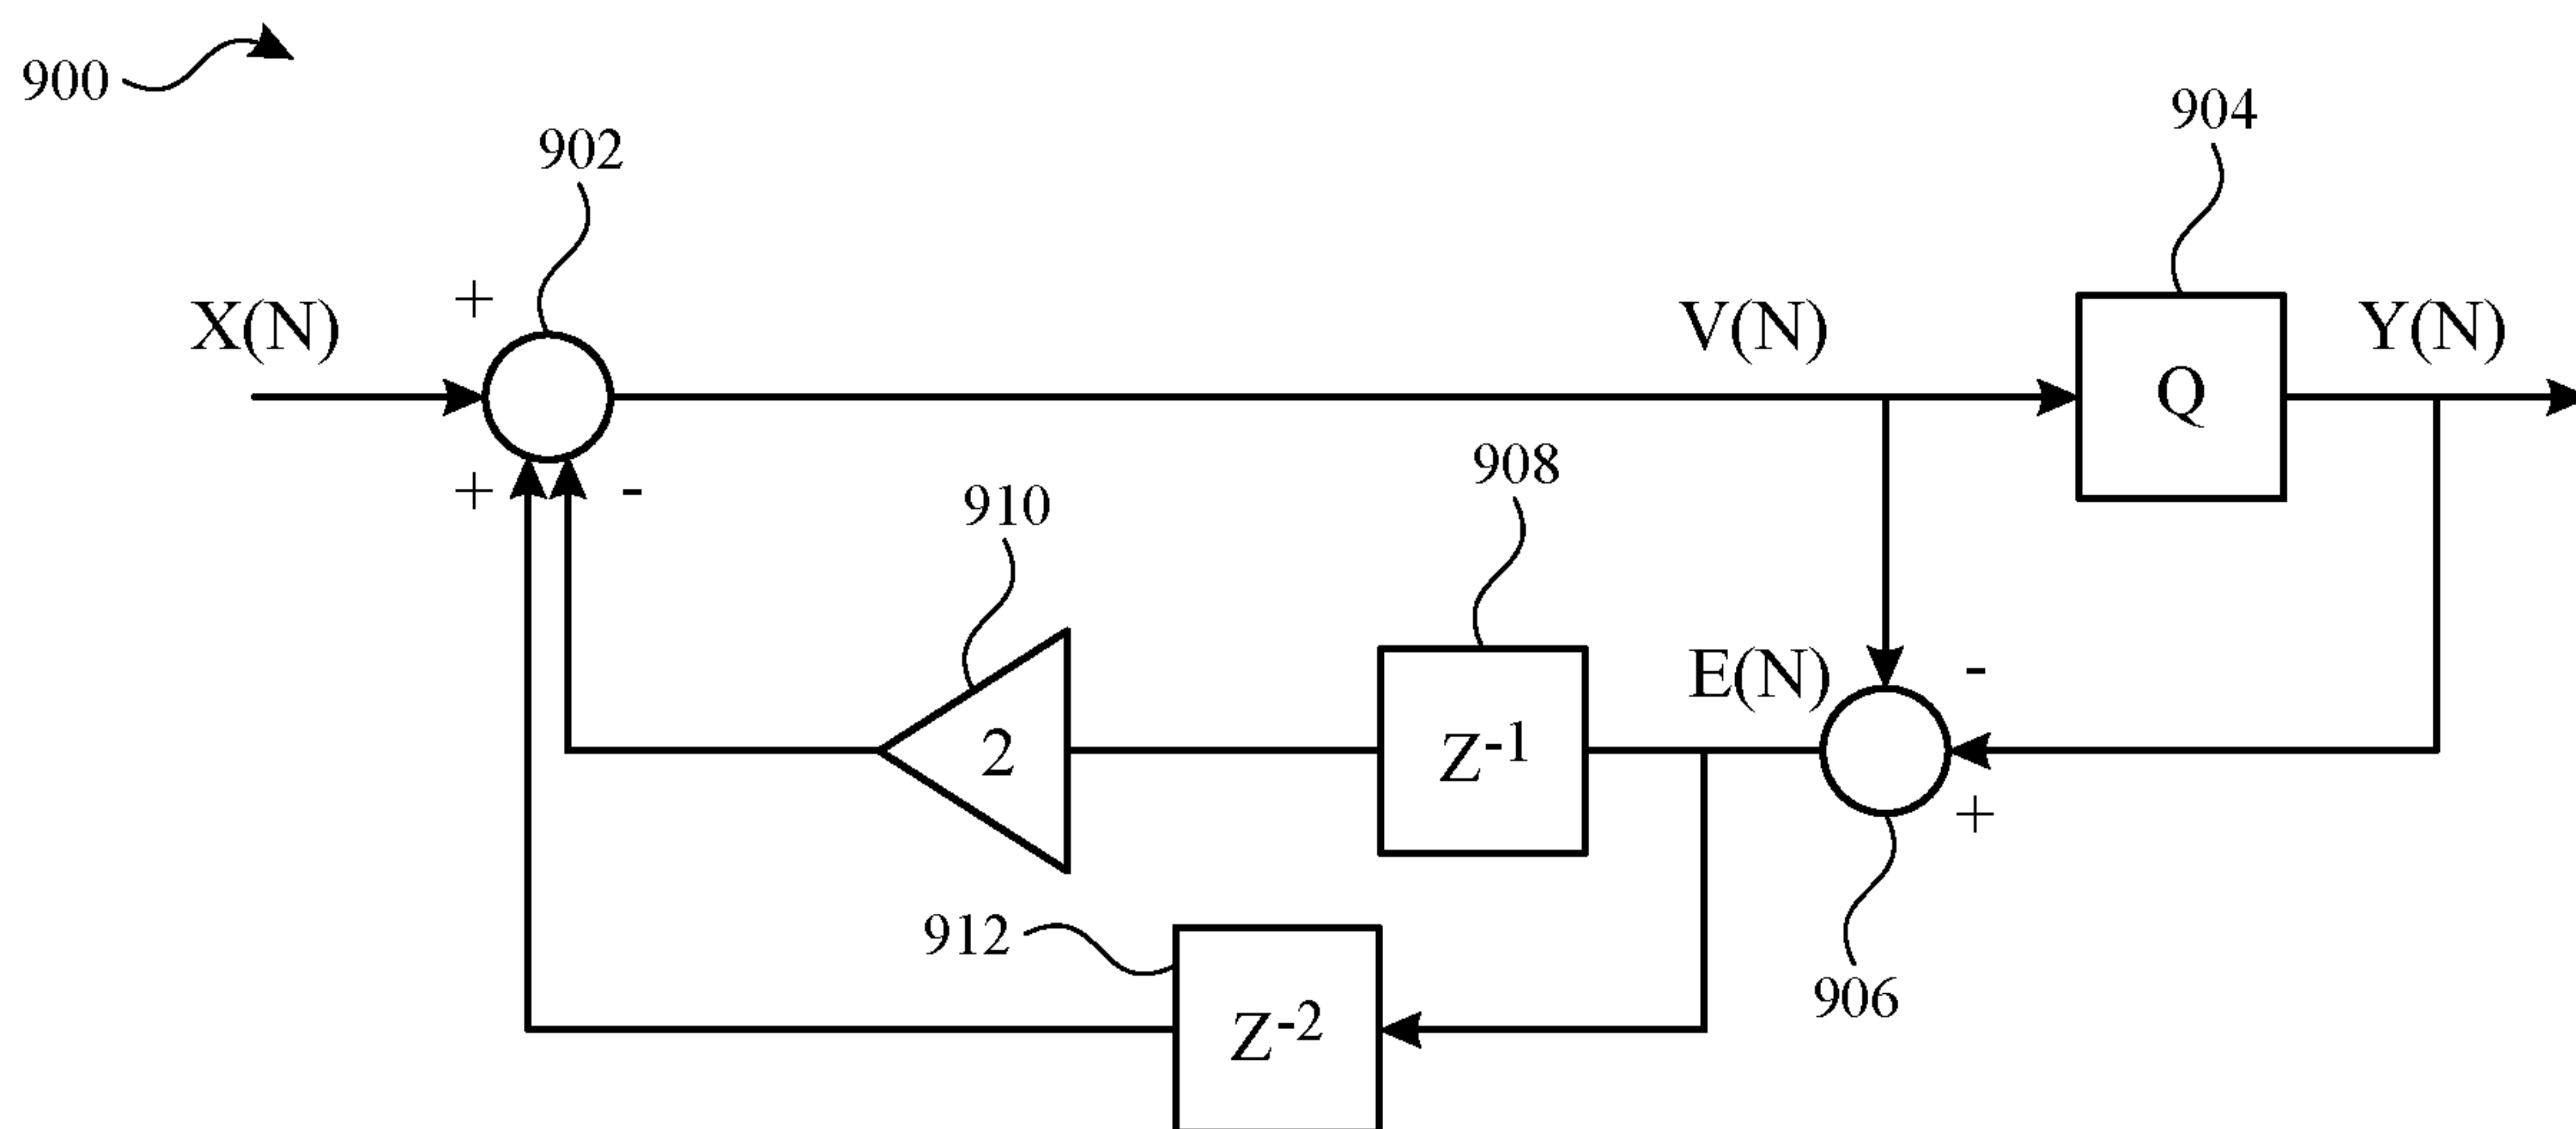 900
902
904
+
X(N)
V(N)
Y(N)
Q
+
-
910
908
E(N)
-
2
Z-1
+
912
906
Z-2